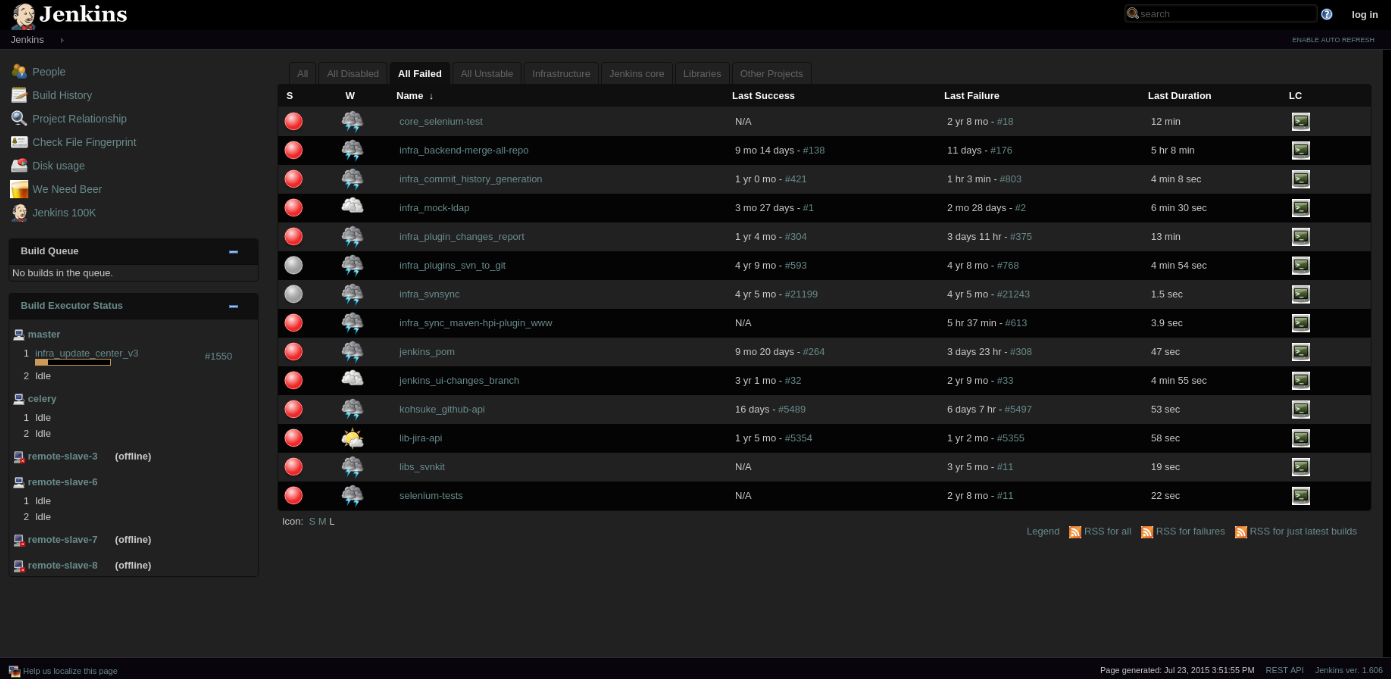 Jenkins
search
log in
Jenkins
ENABLE AUTO REFRESH
People
Build History
Project Relationship
Check File Fingerprint
Disk usage
We Need Beer
Jenkins 100K
Build Queue
No builds in the queue.
Build Executor Status
master
1 infra_update_center_v3 #1550
2 Idle
celery
1 Idle
2 Idle
remote-slave-3 (offline)
remote-slave-6
1 Idle
2 Idle
remote-slave-7 (offline)
remote-slave-8 (offline)
All All Disabled All Failed All Unstable Infrastructure Jenkins core Libraries Other Projects
S W Name ↓ Last Success Last Failure Last Duration LC
core_selenium-test N/A 2 yr 8 mo - #18 12 min
infra_backend-merge-all-repo 9 mo 14 days - #138 11 days - #176 5 hr 8 min
infra_commit_history_generation 1 yr 0 mo - #421 1 hr 3 min - #803 4 min 8 sec
infra_mock-ldap 3 mo 27 days - #1 2 mo 28 days - #2 6 min 30 sec
infra_plugin_changes_report 1 yr 4 mo - #304 3 days 11 hr - #375 13 min
infra_plugins_svn_to_git 4 yr 9 mo - #593 4 yr 8 mo - #768 4 min 54 sec
infra_svnsync 4 yr 5 mo - #21199 4 yr 5 mo - #21243 1.5 sec
infra_sync_maven-hpi-plugin_www N/A 5 hr 37 min - #613 3.9 sec
jenkins_pom 9 mo 20 days - #264 3 days 23 hr - #308 47 sec
jenkins_ui-changes_branch 3 yr 1 mo - #32 2 yr 9 mo - #33 4 min 55 sec
kohsuke_github-api 16 days - #5489 6 days 7 hr - #5497 53 sec
lib-jira-api 1 yr 5 mo - #5354 1 yr 2 mo - #5355 58 sec
libs_svnkit N/A 3 yr 5 mo - #11 19 sec
selenium-tests N/A 2 yr 8 mo - #11 22 sec
Icon: S M L
Legend RSS for all RSS for failures RSS for just latest builds
Help us localize this page
Page generated: Jul 23, 2015 3:51:55 PM REST API Jenkins ver. 1.606